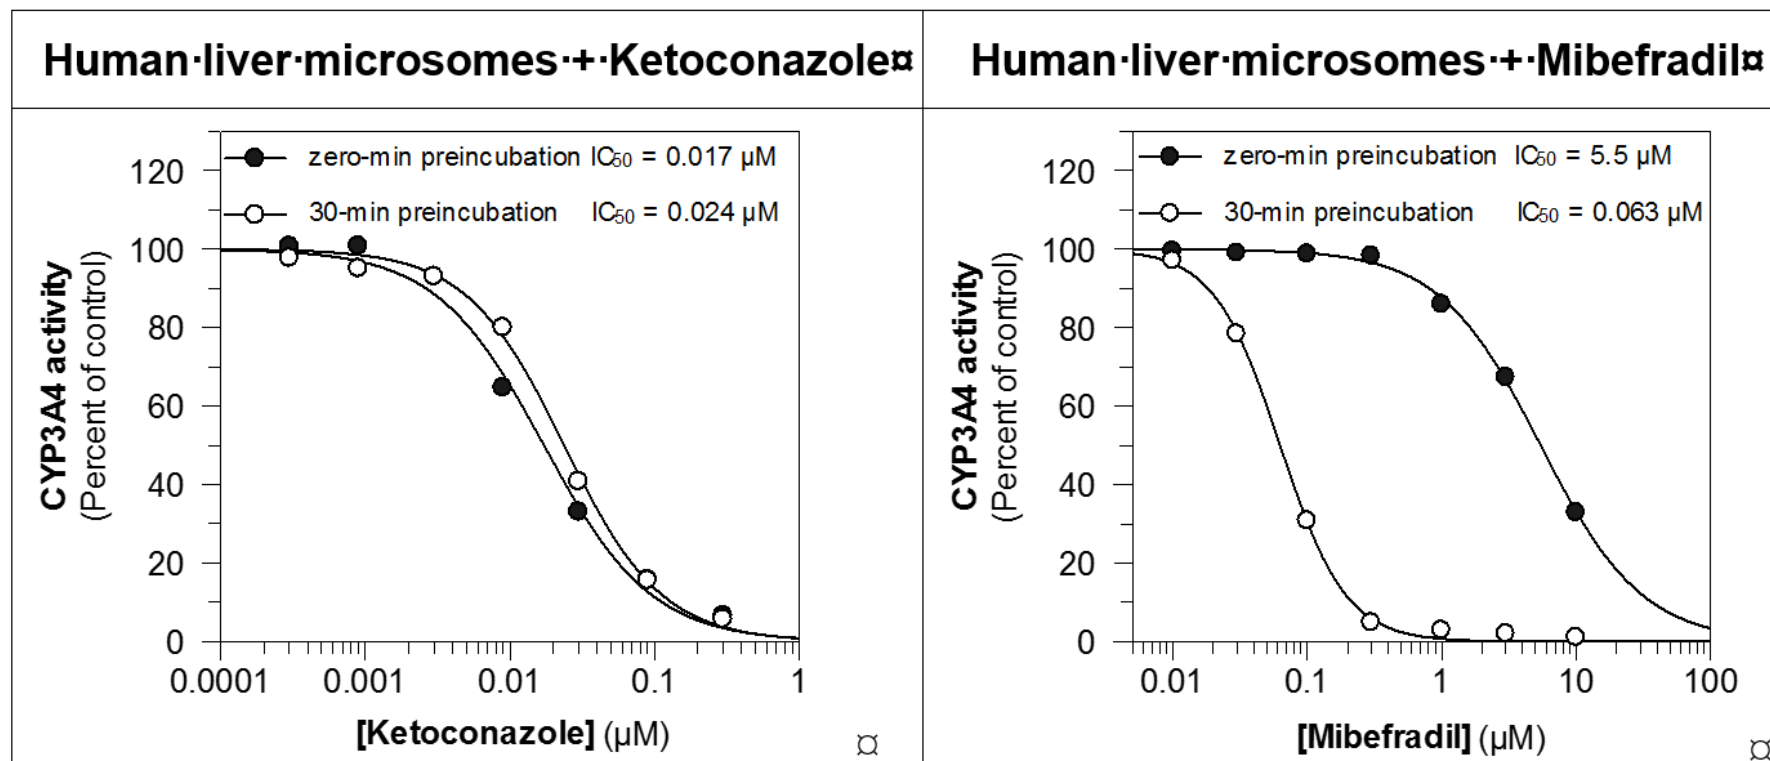 Human·liver·microsomes·+·Ketoconazole¤
Human·liver·microsomes·+·Mibefradil¤
zero-min preincubation IC50 = 0.017 µM
30-min preincubation IC50 = 0.024 µM
120
100
80
60
40
20
0
CYP3A4 activity
(Percent of control)
0.0001 0.001 0.01 0.1 1
[Ketoconazole] (µM)
¤
zero-min preincubation IC50 = 5.5 µM
30-min preincubation IC50 = 0.063 µM
120
100
80
60
40
20
0
CYP3A4 activity
(Percent of control)
0.01 0.1 1 10 100
[Mibefradil] (µM)
¤